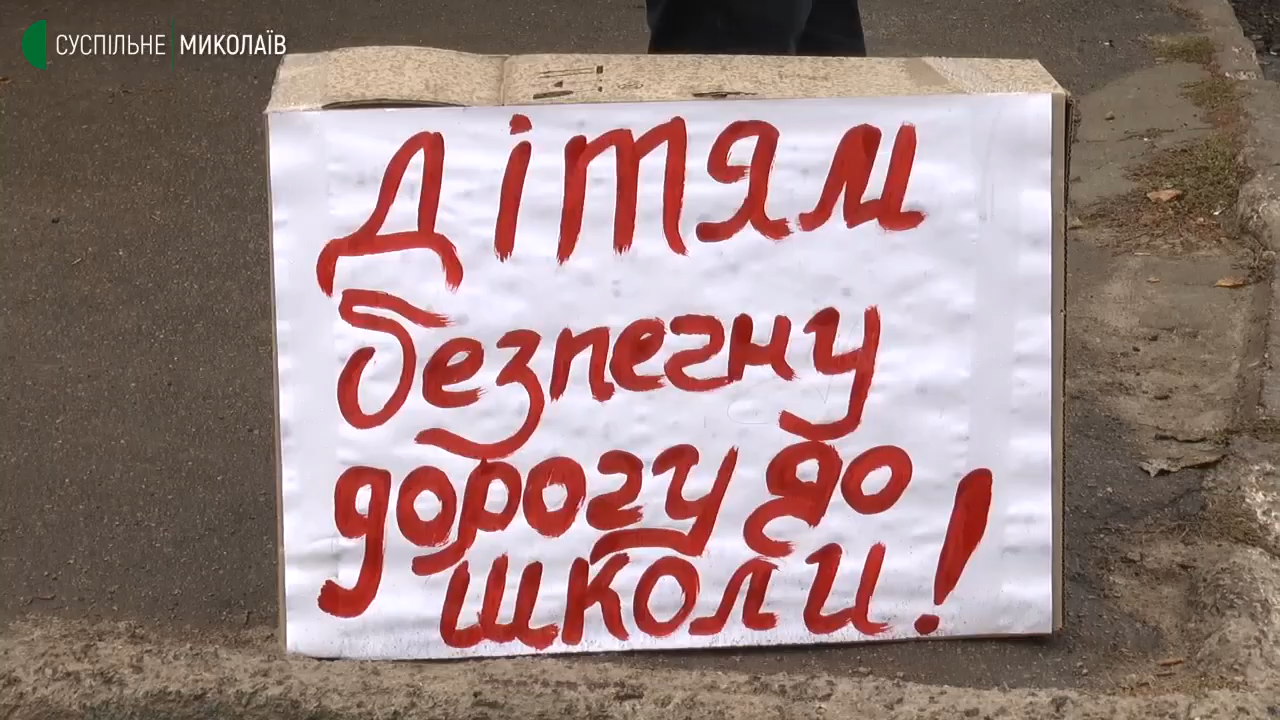 СУСПІЛЬНЕ МИКОЛАЇВ
Дітям
безпечну
дорогу до
школи!